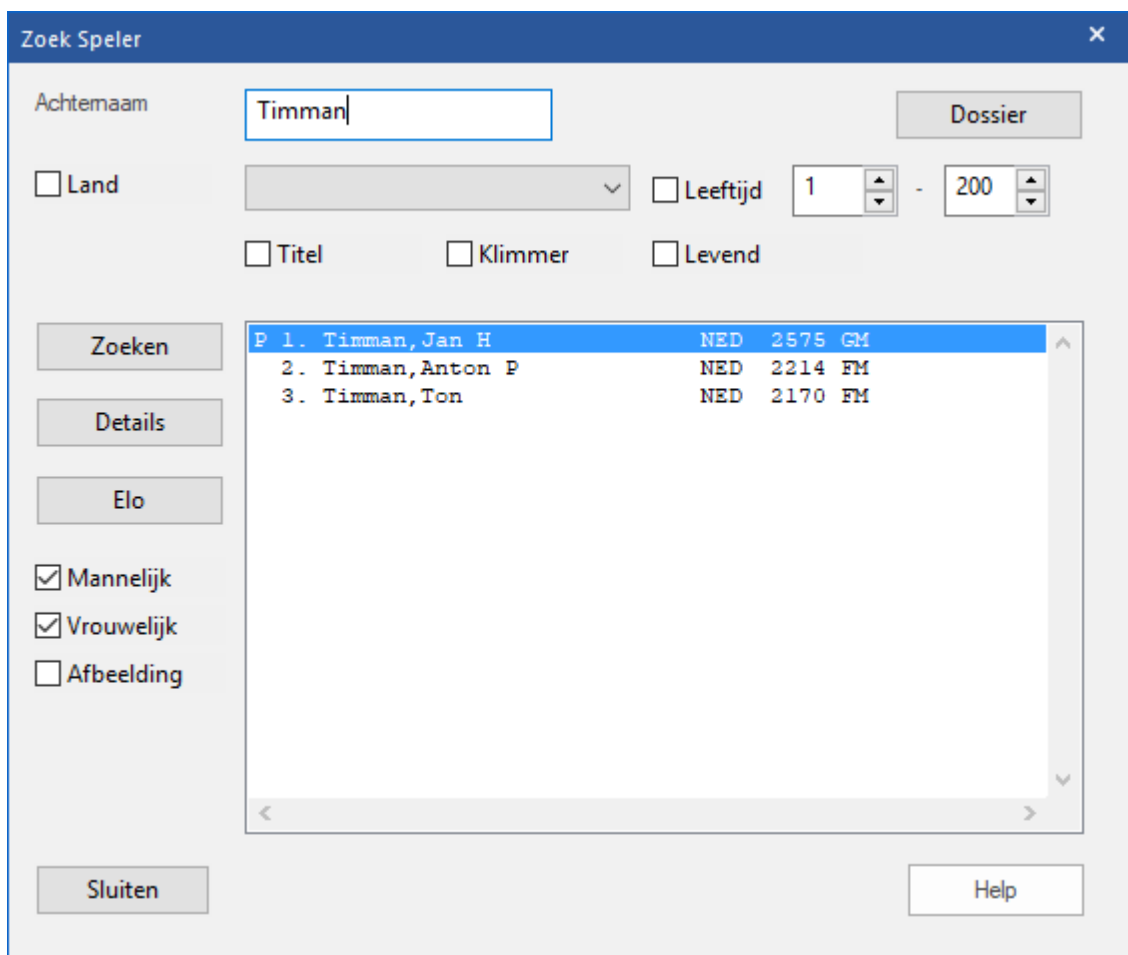 Zoek Speler
Achternaam Timman Dossier
Land Leeftijd 1 - 200
Titel Klimmer Levend
Zoeken
Details
Elo
Mannelijk
Vrouwelijk
Afbeelding
P 1. Timman,Jan H NED 2575 GM
2. Timman,Anton P NED 2214 FM
3. Timman,Ton NED 2170 FM
Sluiten Help